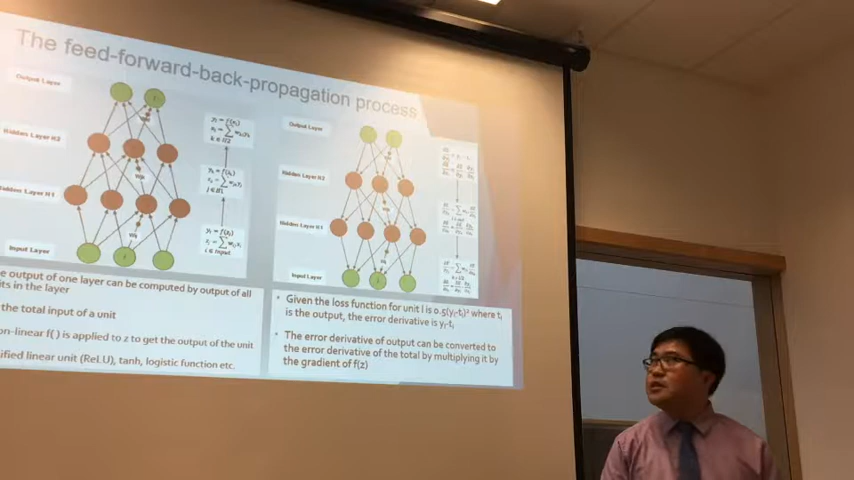 The feed-forward-back-propagation process
Output Layer
Hidden Layer H2
Hidden Layer H1
Input Layer
Output Layer
Hidden Layer H2
Hidden Layer H1
Input Layer
e output of one layer can be computed by output of all
its in the layer
the total input of a unit
on-linear f() is applied to z to get the output of the unit
ified linear unit (ReLU), tanh, logistic function etc.
• Given the loss function for unit l is 0.5(yₗ-tₗ)² where tₗ
is the output, the error derivative is yₗ-tₗ
• The error derivative of output can be converted to
the error derivative of the total by multiplying it by
the gradient of f(z)